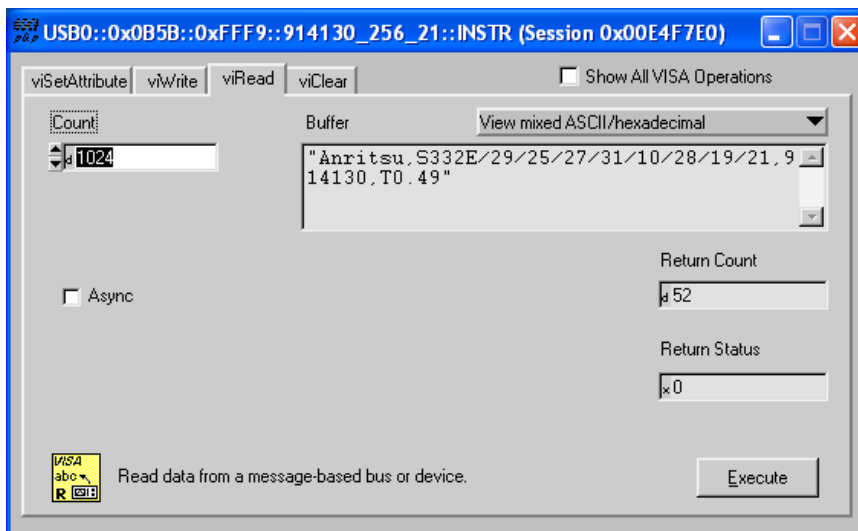 USB0::0x0B5B::0xFFF9::914130_256_21::INSTR (Session 0x00E4F7E0)
viSetAttribute viWrite viRead viClear Show All VISA Operations
Count Buffer View mixed ASCII/hexadecimal
d 1024
"Anritsu,S332E/29/25/27/31/10/28/19/21,9
14130,T0.49"
Return Count
Async d 52
Return Status
x 0
VISA
abc
R
Read data from a message-based bus or device.
Execute